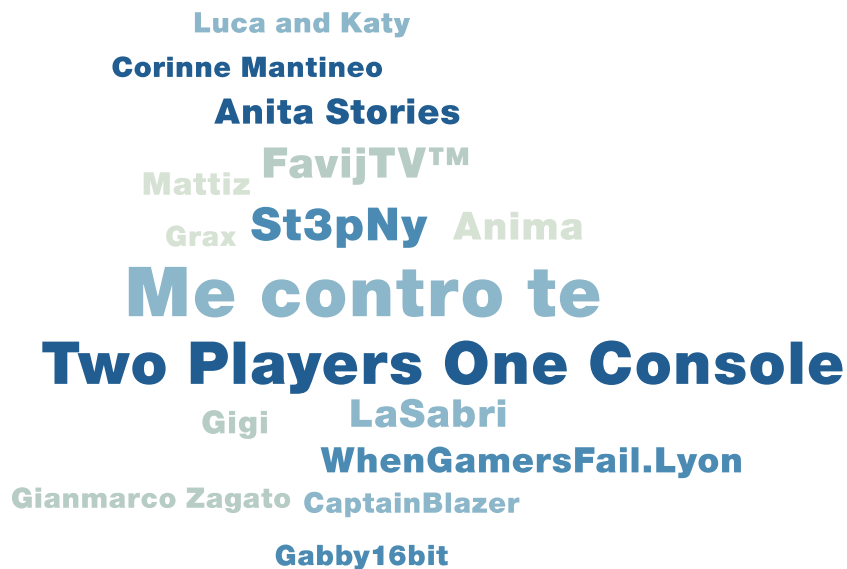 Luca and Katy
Corinne Mantineo
Anita Stories
FavijTV™
Mattiz
St3pNy
Anima
Grax
Me contro te
Two Players One Console
LaSabri
Gigi
WhenGamersFail.Lyon
Gianmarco Zagato
CaptainBlazer
Gabby16bit